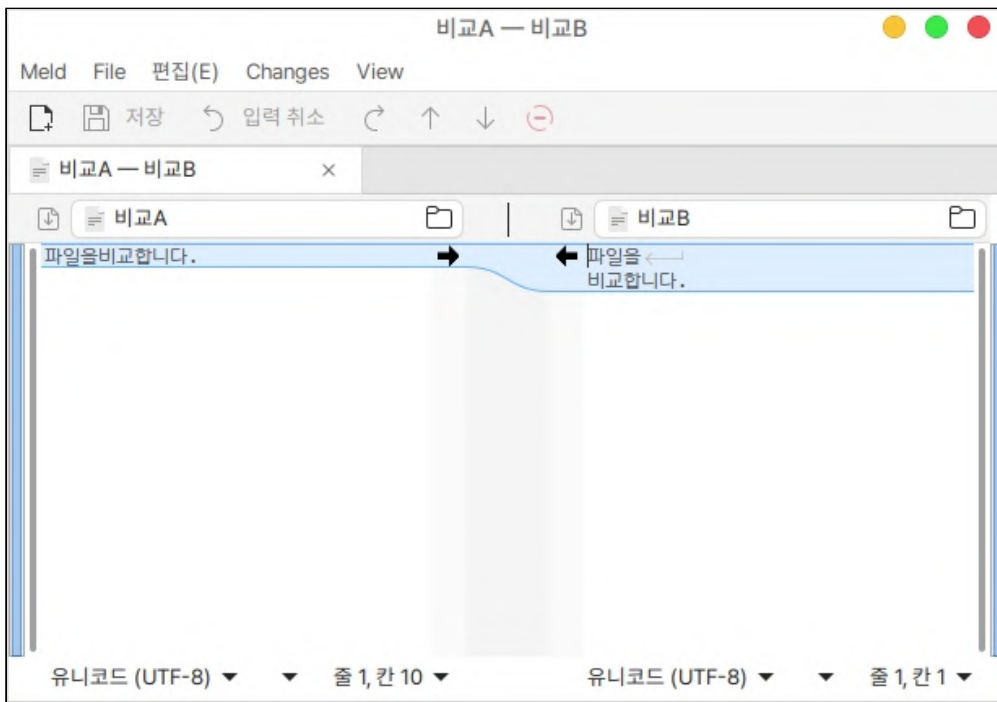 비교A — 비교B
Meld File 편집(E) Changes View
저장 입력 취소
비교A — 비교B ×
비교A 비교B
파일을비교합니다. 파일을
비교합니다.
유니코드 (UTF-8) 줄 1, 칸 10 유니코드 (UTF-8) 줄 1, 칸 1